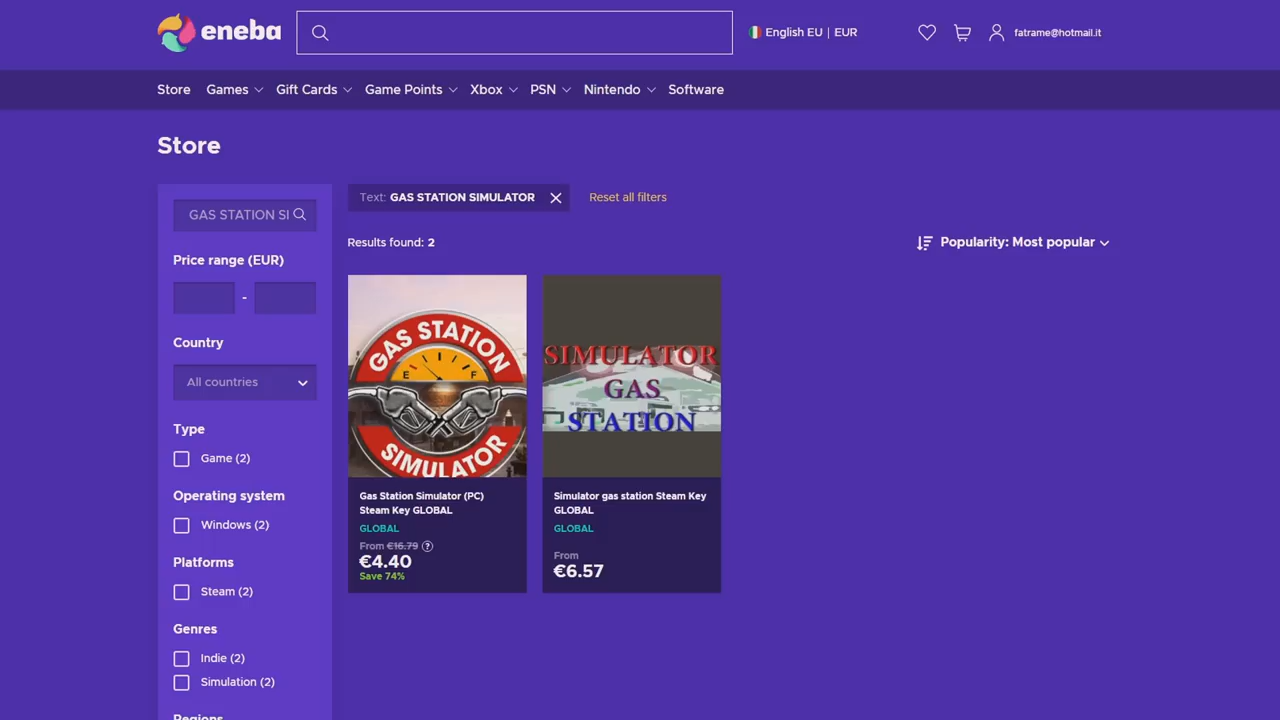 eneba
English EU | EUR
fatrame@hotmail.it
Store
Games
Gift Cards
Game Points
Xbox
PSN
Nintendo
Software
Store
GAS STATION SI
Text: GAS STATION SIMULATOR
Reset all filters
Results found: 2
Popularity: Most popular
Price range (EUR)
-
Country
All countries
Type
Game (2)
Operating system
Windows (2)
Platforms
Steam (2)
Genres
Indie (2)
Simulation (2)
Regions
GAS STATION
E F
SIMULATOR
Gas Station Simulator (PC)
Steam Key GLOBAL
GLOBAL
From €16.79 ?
€4.40
Save 74%
SIMULATOR
GAS
STATION
Simulator gas station Steam Key
GLOBAL
GLOBAL
From
€6.57